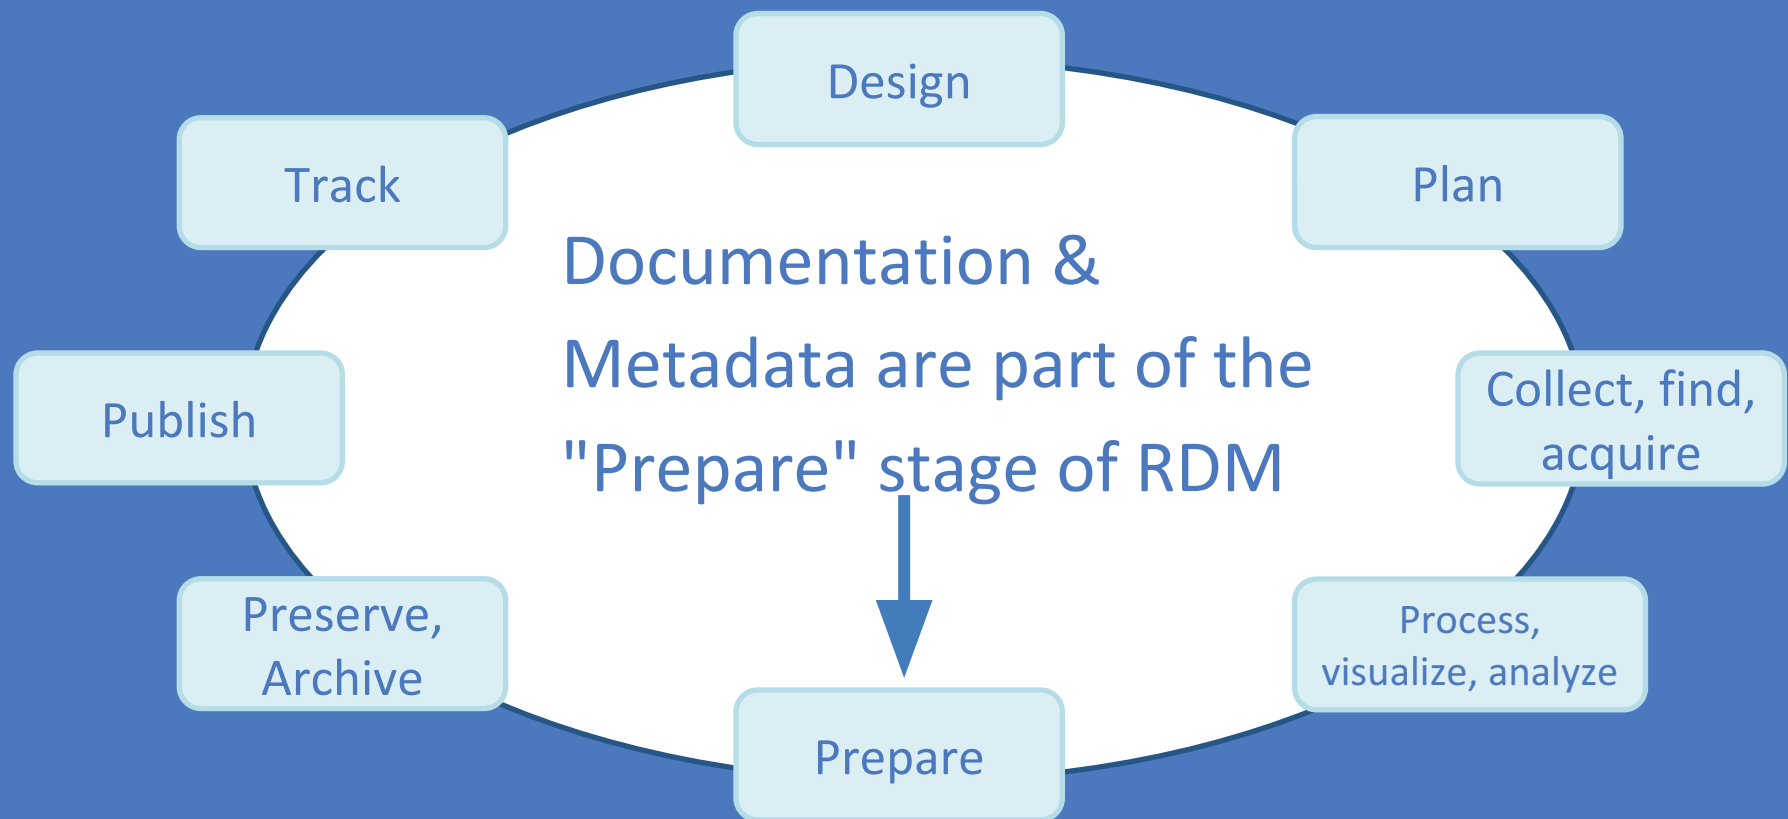 Design
Track
Plan
Documentation &
Metadata are part of the
"Prepare" stage of RDM
Publish
Collect, find,
acquire
Preserve,
Archive
Process,
visualize, analyze
Prepare